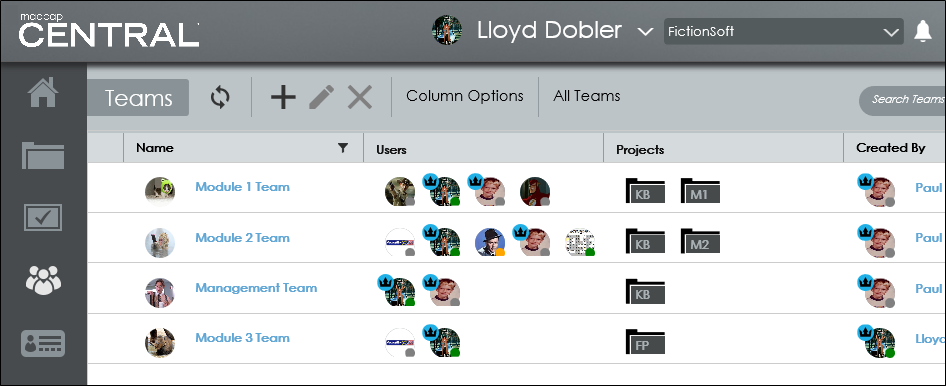 madcap
CENTRAL
Lloyd Dobler
FictionSoft
Teams
Column Options
All Teams
Search Teams
Name
Users
Projects
Created By
Module 1 Team
KB
M1
Paul
Module 2 Team
KB
M2
Paul
Management Team
KB
Paul
Module 3 Team
FP
Lloyd